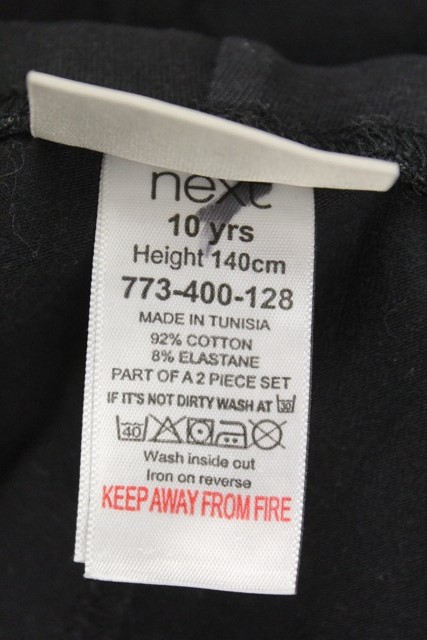 next
10 yrs
Height 140cm
773-400-128
MADE IN TUNISIA
92% COTTON
8% ELASTANE
PART OF A 2 PIECE SET
IF IT'S NOT DIRTY WASH AT 30
40
Wash inside out
Iron on reverse
KEEP AWAY FROM FIRE